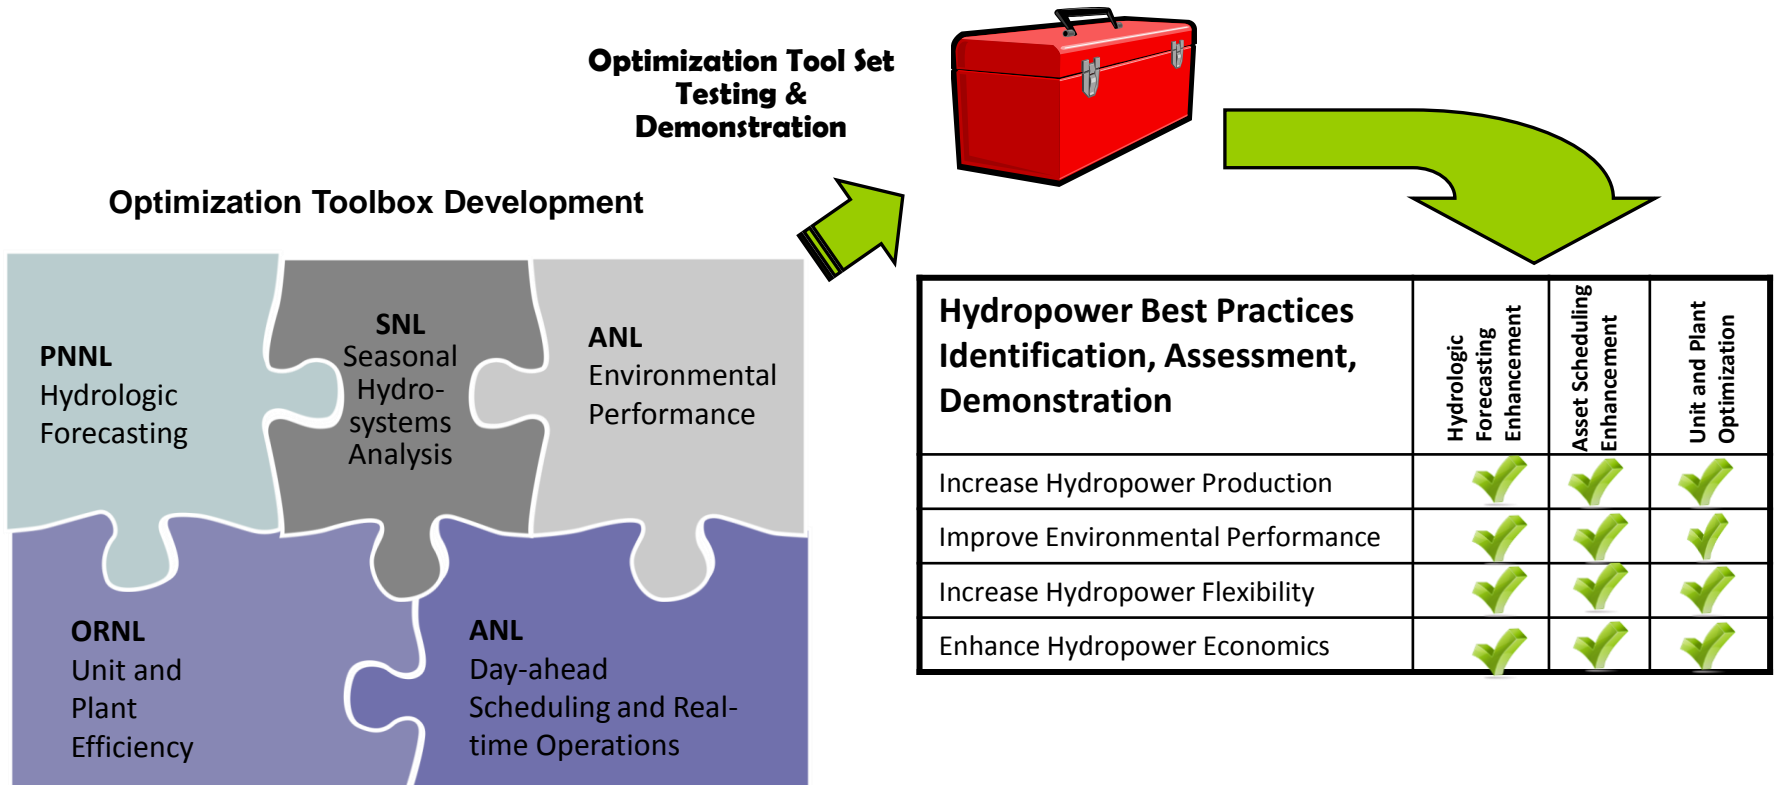 Optimization Tool Set
Testing &
Demonstration
Optimization Toolbox Development
PNNL
Hydrologic
Forecasting
SNL
Seasonal
Hydro-
systems
Analysis
ANL
Environmental
Performance
ORNL
Unit and
Plant
Efficiency
ANL
Day-ahead
Scheduling and Real-
time Operations
Hydropower Best Practices
Identification, Assessment,
Demonstration
Hydrologic
Forecasting
Enhancement
Asset Scheduling
Enhancement
Unit and Plant
Optimization
Increase Hydropower Production
Improve Environmental Performance
Increase Hydropower Flexibility
Enhance Hydropower Economics